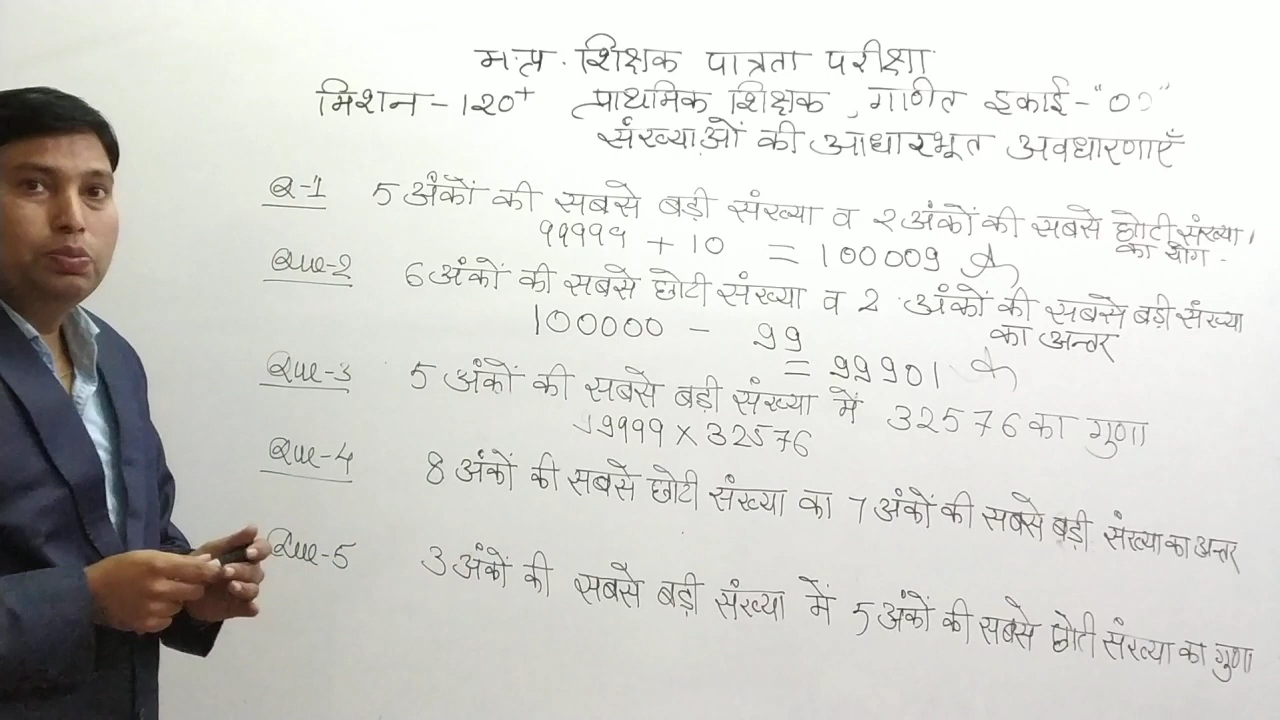 म.प्र. शिक्षक पात्रता परीक्षा
मिशन - 120+ प्राथमिक शिक्षक, गणित इकाई-
संख्याओं की आधारभूत अवधारणाएँ
Q-1 5 अंकों की सबसे बड़ी संख्या व 2 अंकों की सबसे छोटी संख्या,
का योग -
99999 + 10 = 100009
Que-2 6 अंकों की सबसे छोटी संख्या व 2 अंकों की सबसे बड़ी संख्या
का अन्तर
100000 - 99
= 99901
Que-3 5 अंकों की सबसे बड़ी संख्या में 32576 का गुणा
99999 × 32576
Que-4 8 अंकों की सबसे छोटी संख्या का 7 अंकों की सबसे बड़ी संख्या का अन्तर
Que-5 3 अंकों की सबसे बड़ी संख्या में 5 अंकों की सबसे छोटी संख्या का गुणा